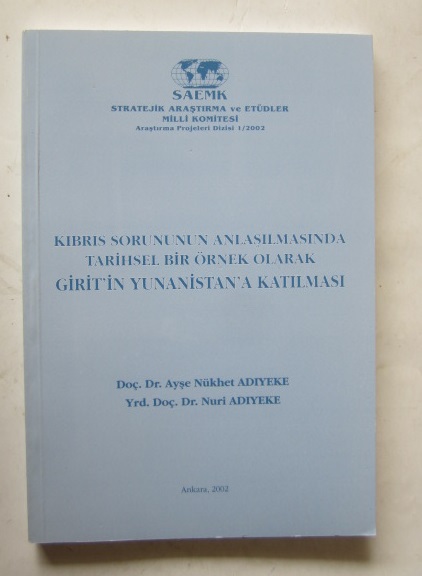 SAEMK
STRATEJİK ARAŞTIRMA ve ETÜDLER
MİLLİ KOMİTESİ
Araştırma Projeleri Dizisi 1/2002
KIBRIS SORUNUNUN ANLAŞILMASINDA
TARİHSEL BİR ÖRNEK OLARAK
GİRİT'İN YUNANİSTAN'A KATILMASI
Doç. Dr. Ayşe Nükhet ADIYEKE
Yrd. Doç. Dr. Nuri ADIYEKE
Ankara, 2002